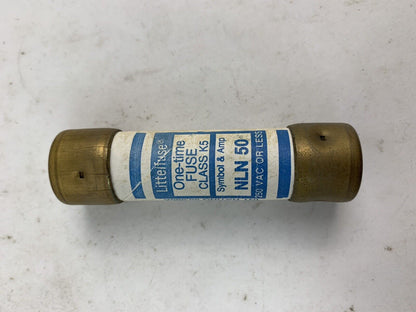 Littelfuse®
One-time
FUSE
CLASS K5
Symbol & Amp
NLN 50
250 VAC OR LESS